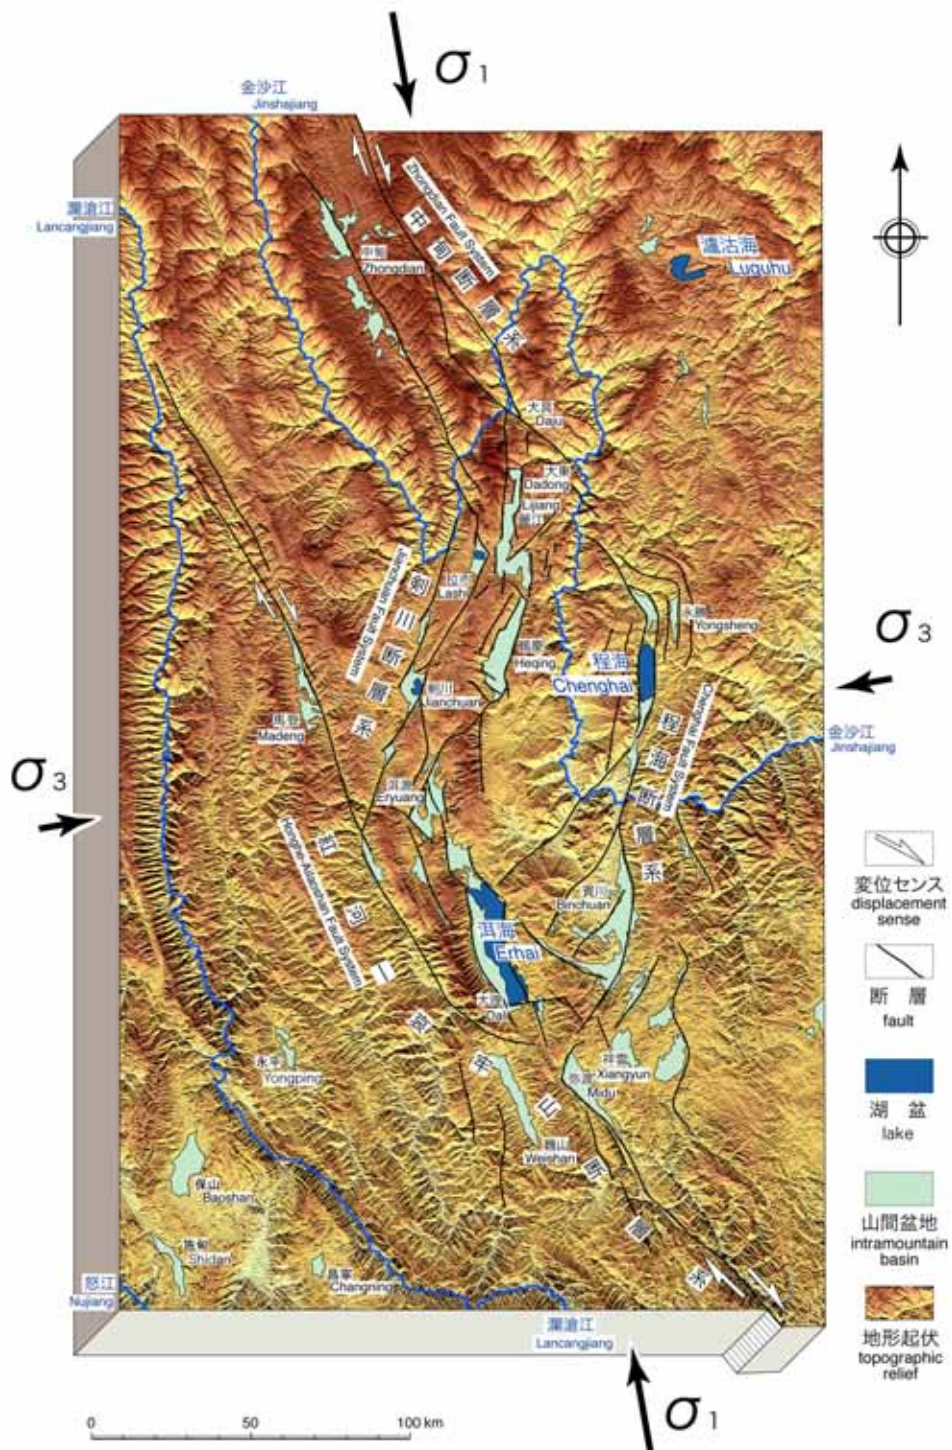 σ1
金沙江
Jinshajiang
瀾滄江
Lancangjiang
Zhongdian Fault System
中甸断層系
中甸
Zhongdian
瀘沽海
Luguhu
大具
Daju
大東
Dadong
Lijiang
麗江
Jianchuan Fault System
剣川断層系
拉市
Lashi
永勝
Yongsheng
鶴慶
Heqing
程海
Chenghai
σ3
剣川
Jianchuan
馬登
Madeng
Chenghai Fault System
程海断層系
金沙江
Jinshajiang
σ3
洱源
Eryuang
Honghe-Ailaoshan Fault System
紅河―哀牢山断層系
賓川
Binchuan
洱海
Erhai
大理
Dali
永平
Yongping
祥雲
Xiangyun
弥渡
Midu
巍山
Weishan
保山
Baoshan
施甸
Shidan
昌寧
Changning
怒江
Nujiang
瀾滄江
Lancangjiang
σ1
0 50 100 km
変位センス
displacement
sense
断 層
fault
湖 盆
lake
山間盆地
intramountain
basin
地形起伏
topographic
relief